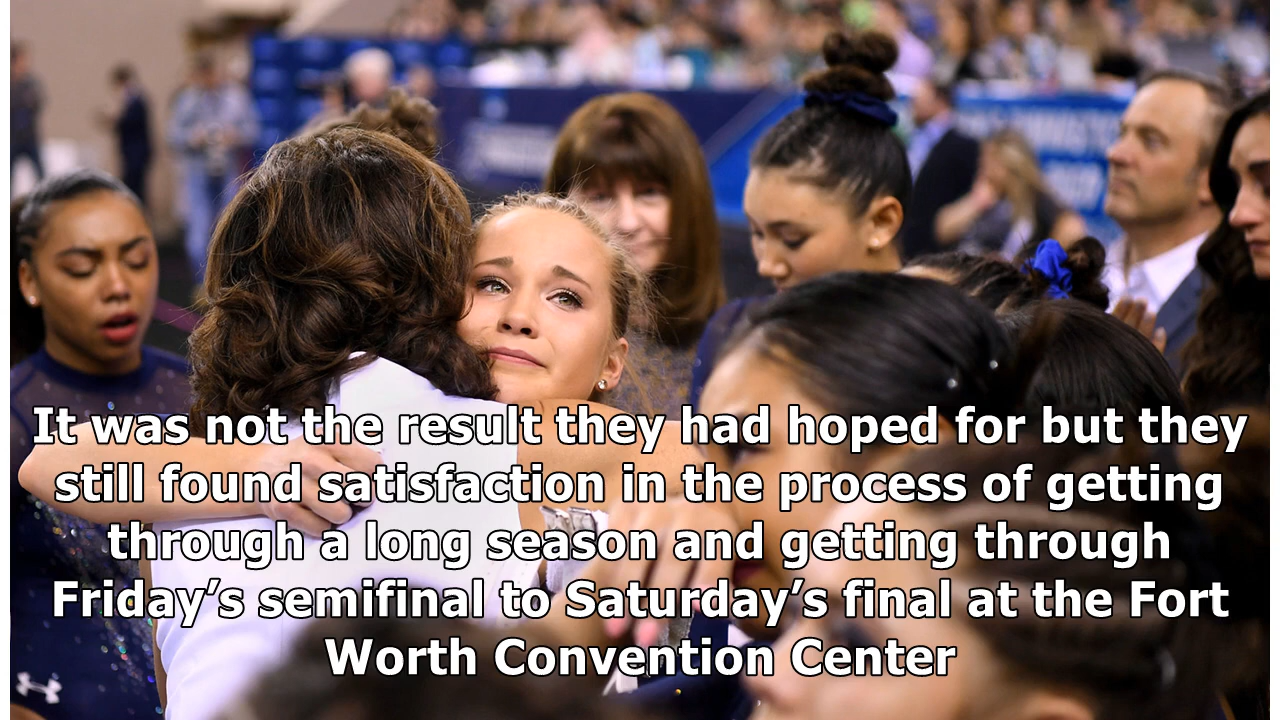 It was not the result they had hoped for but they
still found satisfaction in the process of getting
through a long season and getting through
Friday’s semifinal to Saturday’s final at the Fort
Worth Convention Center